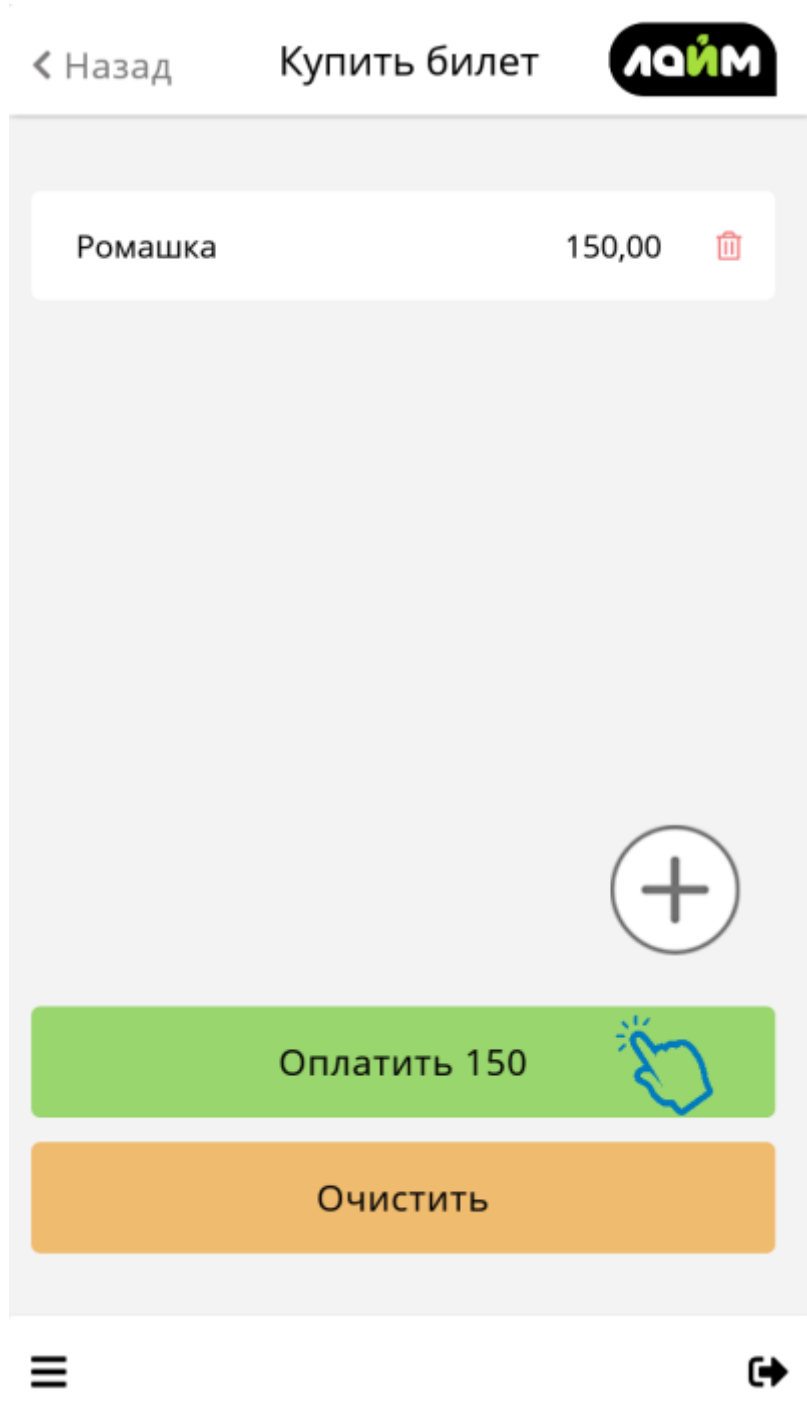 Назад
Купить билет
лайм
Ромашка 150,00
Оплатить 150
Очистить